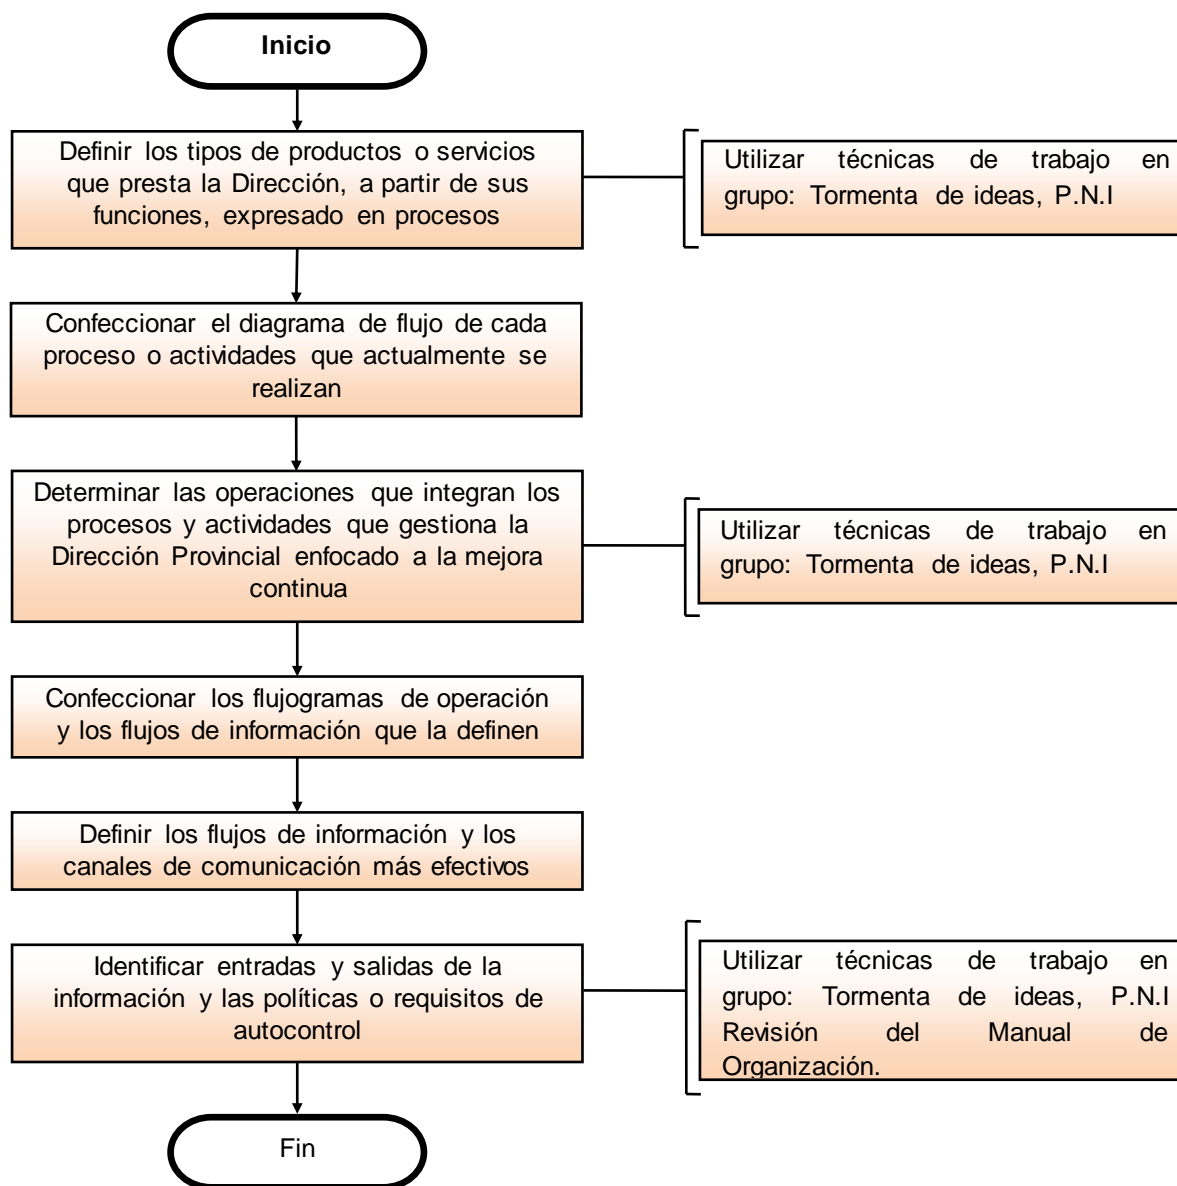 Inicio
Definir los tipos de productos o servicios
que presta la Dirección, a partir de sus
funciones, expresado en procesos
Utilizar técnicas de trabajo en
grupo: Tormenta de ideas, P.N.I
Confeccionar el diagrama de flujo de cada
proceso o actividades que actualmente se
realizan
Determinar las operaciones que integran los
procesos y actividades que gestiona la
Dirección Provincial enfocado a la mejora
continua
Utilizar técnicas de trabajo en
grupo: Tormenta de ideas, P.N.I
Confeccionar los flujogramas de operación
y los flujos de información que la definen
Definir los flujos de información y los
canales de comunicación más efectivos
Identificar entradas y salidas de la
información y las políticas o requisitos de
autocontrol
Utilizar técnicas de trabajo en
grupo: Tormenta de ideas, P.N.I
Revisión del Manual de
Organización.
Fin